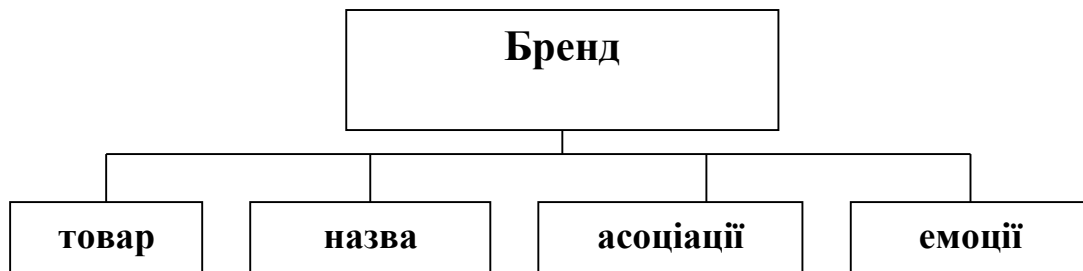 Бренд
товар
назва
асоціації
емоції